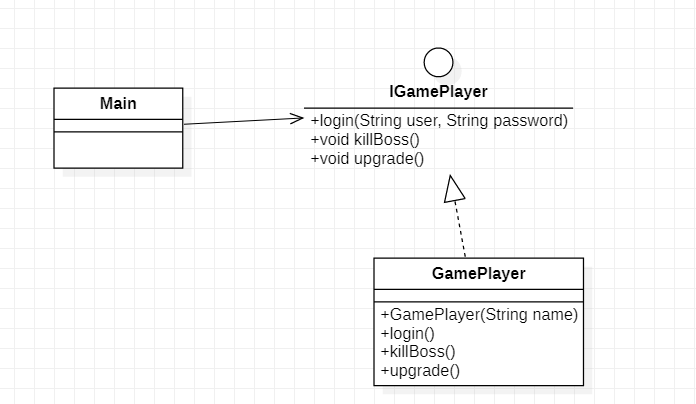 IGamePlayer
Main
+login(String user, String password)
+void killBoss()
+void upgrade()
GamePlayer
+GamePlayer(String name)
+login()
+killBoss()
+upgrade()